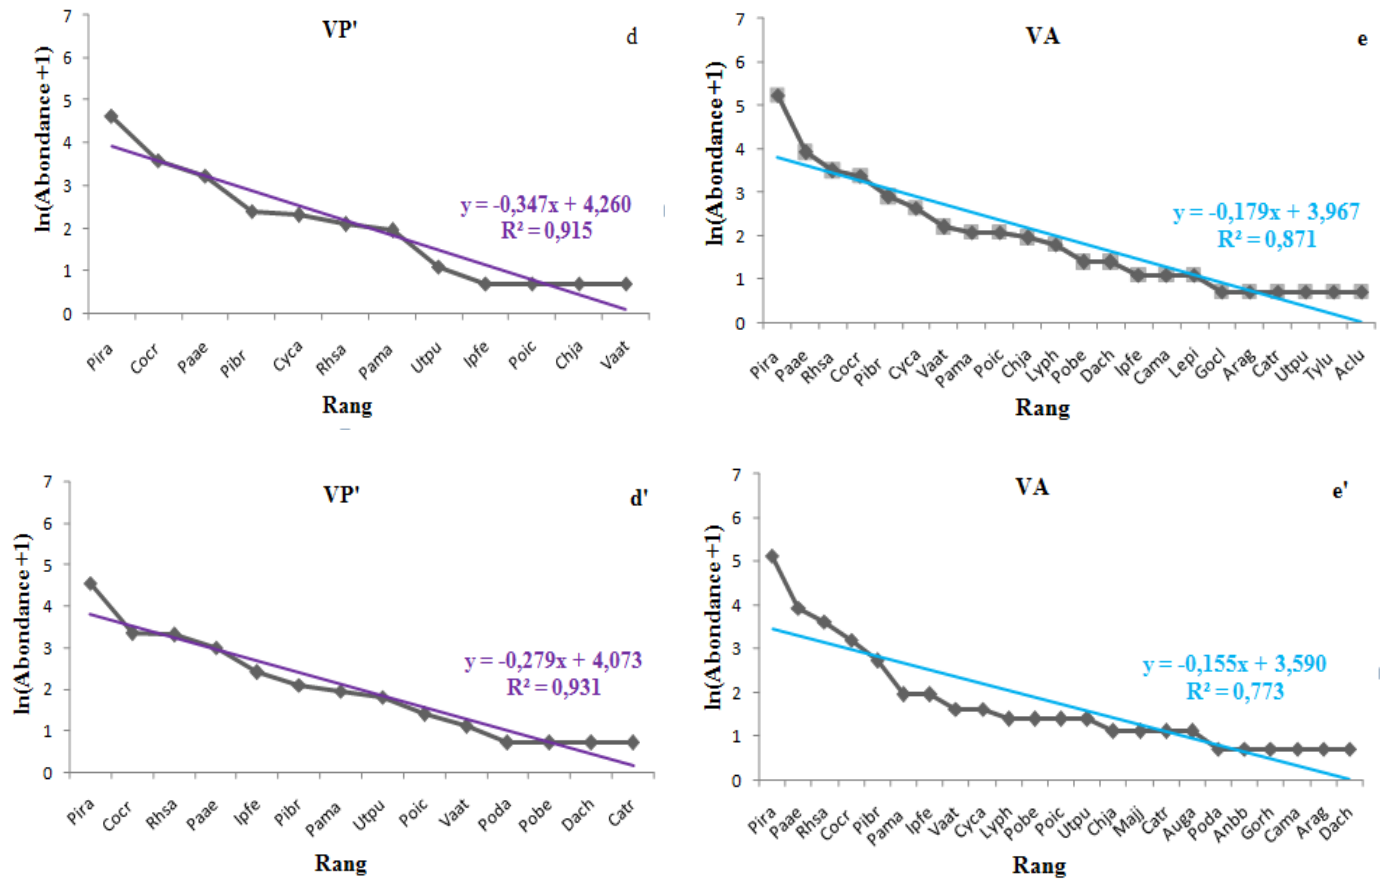 VP'
d
ln(Abondance+1)
7
6
5
4
3
2
1
0
y = -0,347x + 4,260
R² = 0,915
Pira Cocr Paae Pibr Cyca Rhsa Pama Utpu Ipfe Poic Chja Vaat
Rang
VA
e
ln(Abondance+1)
7
6
5
4
3
2
1
0
y = -0,179x + 3,967
R² = 0,871
Pira Paae Rhsa Cocr Pibr Cyca Vaat Pama Poic Chja Lyph Pobe Dach Ipfe Cama Lepi Gocl Arag Catr Utpu Tylu Aclu
Rang
VP'
d'
ln(Abondance+1)
7
6
5
4
3
2
1
0
y = -0,279x + 4,073
R² = 0,931
Pira Cocr Rhsa Paae Ipfe Pibr Pama Utpu Poic Vaat Poda Pobe Dach Catr
Rang
VA
e'
ln(Abondance+1)
7
6
5
4
3
2
1
0
y = -0,155x + 3,590
R² = 0,773
Pira Paae Rhsa Cocr Pibr Pama Ipfe Vaat Cyca Lyph Pobe Poic Utpu Chja Majj Catr Auga Poda Anbb Gorh Cama Arag Dach
Rang